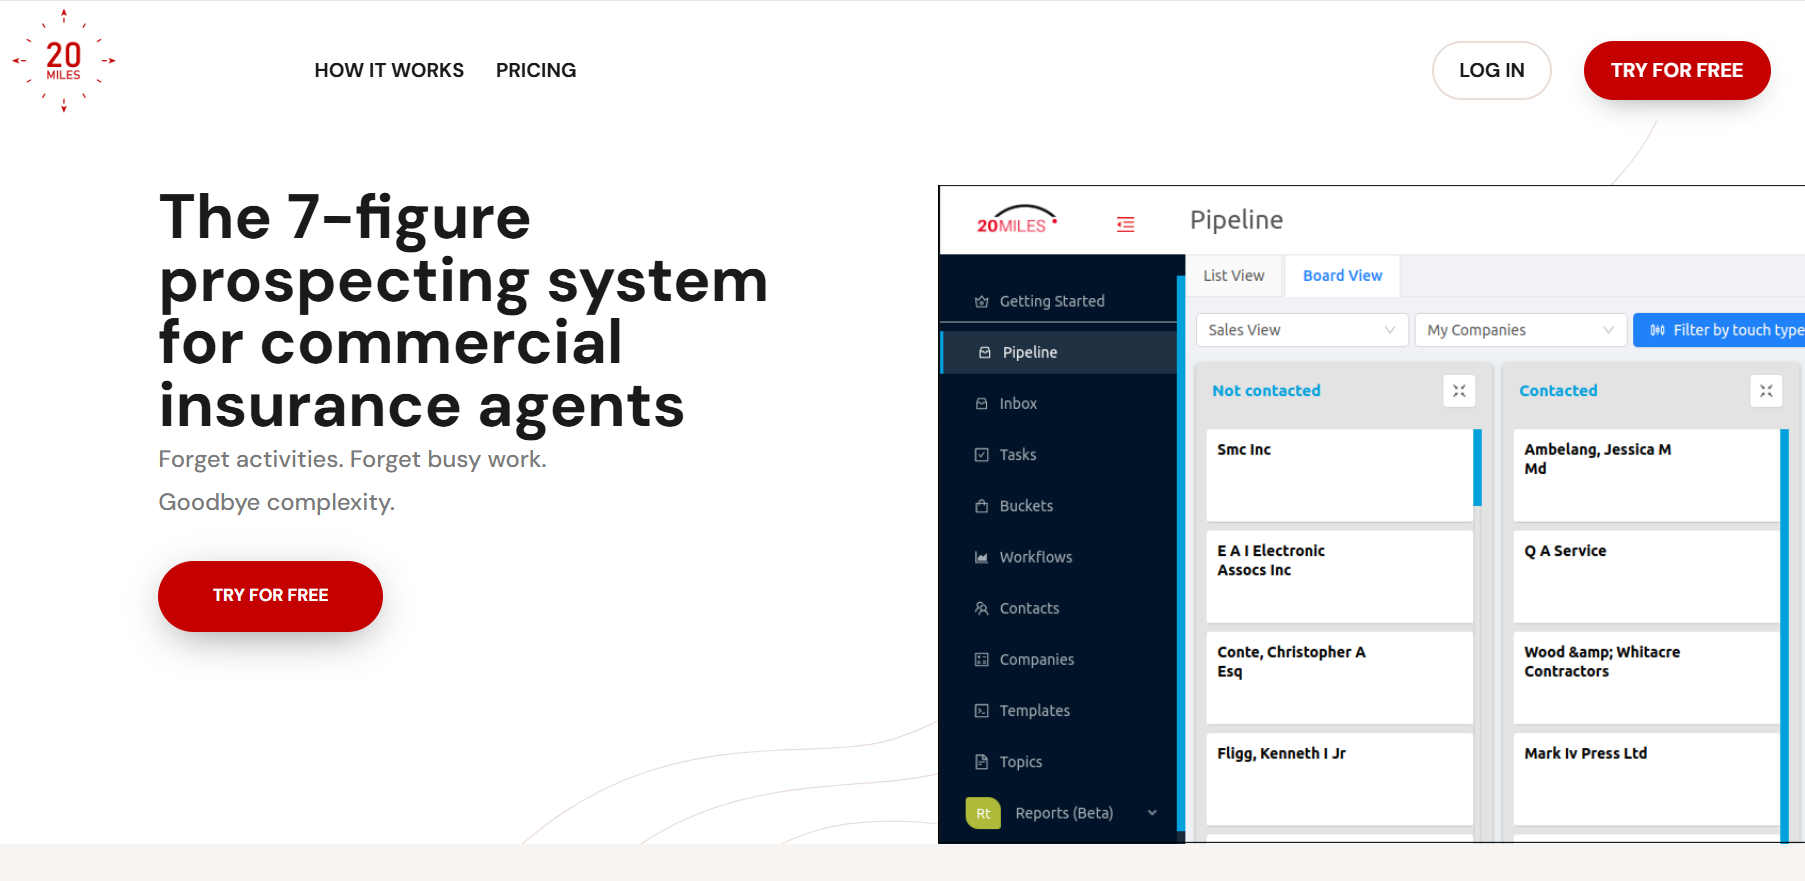 20
MILES
HOW IT WORKS
PRICING
LOG IN
TRY FOR FREE
The 7-figure
prospecting system
for commercial
insurance agents
Forget activities. Forget busy work.
Goodbye complexity.
TRY FOR FREE
20MILES
Pipeline
Getting Started
Pipeline
Inbox
Tasks
Buckets
Workflows
Contacts
Companies
Templates
Topics
Rt
Reports (Beta)
List View
Board View
Sales View
My Companies
Filter by touch type
Not contacted
Smc Inc
E A I Electronic
Assocs Inc
Conte, Christopher A
Esq
Fligg, Kenneth I Jr
Contacted
Ambelang, Jessica M
Md
Q A Service
Wood &amp; Whitacre
Contractors
Mark Iv Press Ltd